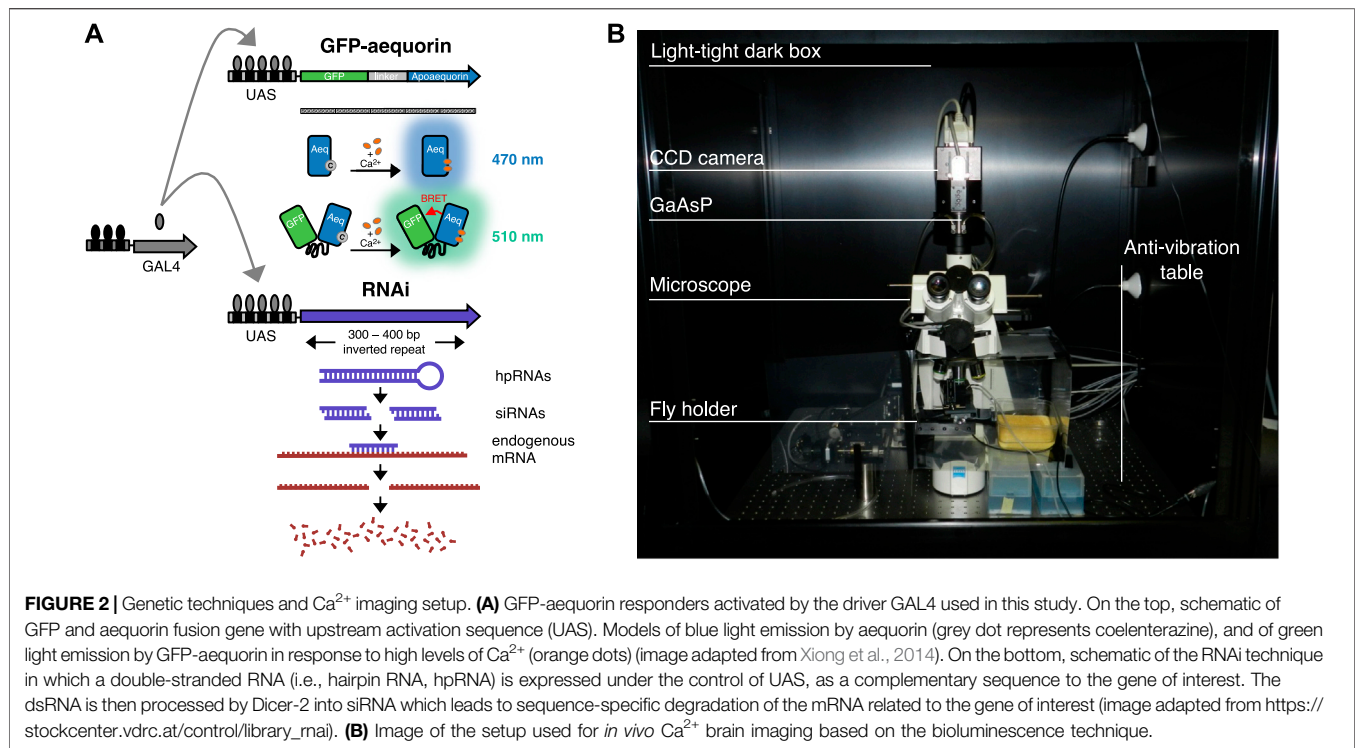 A
GFP-aequorin
UAS
GFP
linker
Apoaequorin
Aeq
C
+
Ca²⁺
Aeq
470 nm
GFP
Aeq
C
+
Ca²⁺
BRET
GFP
Aeq
510 nm
GAL4
RNAi
UAS
300 – 400 bp
inverted repeat
hpRNAs
siRNAs
endogenous
mRNA
B
Light-tight dark box
CCD camera
GaAsP
Microscope
Fly holder
Anti-vibration
table
FIGURE 2 | Genetic techniques and Ca²⁺ imaging setup. (A) GFP-aequorin responders activated by the driver GAL4 used in this study. On the top, schematic of
GFP and aequorin fusion gene with upstream activation sequence (UAS). Models of blue light emission by aequorin (grey dot represents coelenterazine), and of green
light emission by GFP-aequorin in response to high levels of Ca²⁺ (orange dots) (image adapted from Xiong et al., 2014). On the bottom, schematic of the RNAi technique
in which a double-stranded RNA (i.e., hairpin RNA, hpRNA) is expressed under the control of UAS, as a complementary sequence to the gene of interest. The
dsRNA is then processed by Dicer-2 into siRNA which leads to sequence-specific degradation of the mRNA related to the gene of interest (image adapted from https://
stockcenter.vdrc.at/control/library_rnai). (B) Image of the setup used for in vivo Ca²⁺ brain imaging based on the bioluminescence technique.